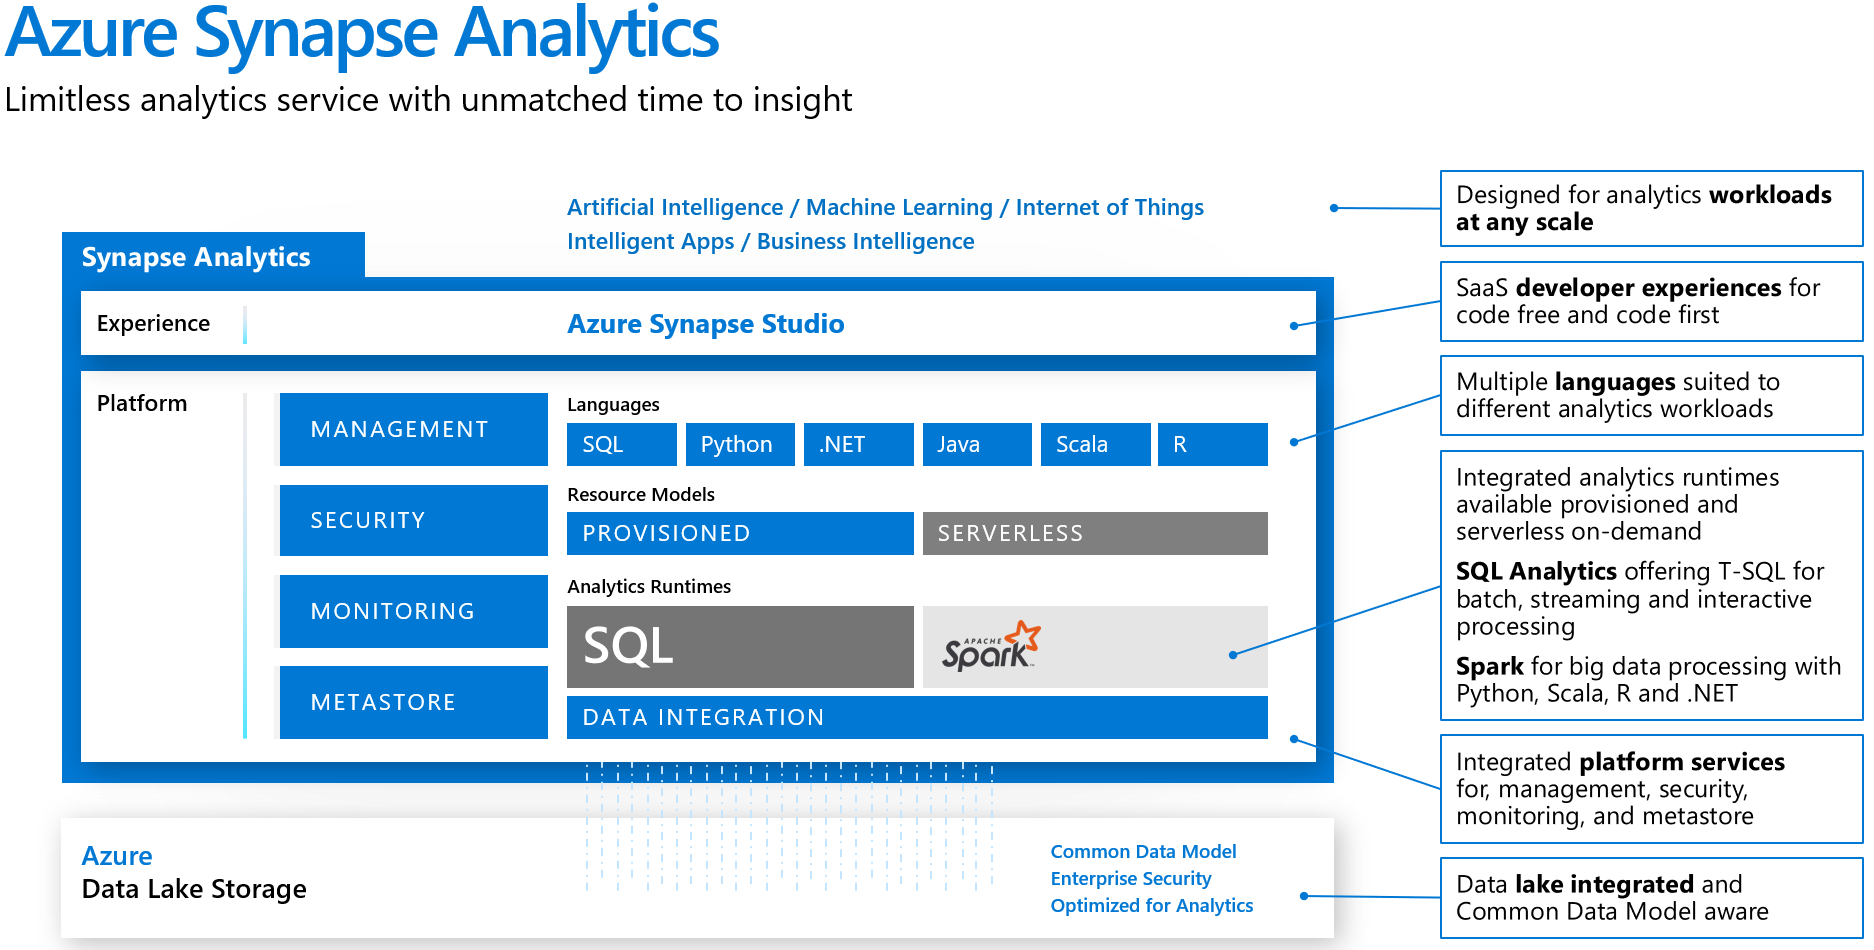 Azure Synapse Analytics
Limitless analytics service with unmatched time to insight
Artificial Intelligence / Machine Learning / Internet of Things
Intelligent Apps / Business Intelligence
Synapse Analytics
Experience
Azure Synapse Studio
Platform
MANAGEMENT
SECURITY
MONITORING
METASTORE
Languages
SQL
Python
.NET
Java
Scala
R
Resource Models
PROVISIONED
SERVERLESS
Analytics Runtimes
SQL
APACHE
Spark™
DATA INTEGRATION
Azure
Data Lake Storage
Common Data Model
Enterprise Security
Optimized for Analytics
Designed for analytics workloads
at any scale
SaaS developer experiences for
code free and code first
Multiple languages suited to
different analytics workloads
Integrated analytics runtimes
available provisioned and
serverless on-demand
SQL Analytics offering T-SQL for
batch, streaming and interactive
processing
Spark for big data processing with
Python, Scala, R and .NET
Integrated platform services
for, management, security,
monitoring, and metastore
Data lake integrated and
Common Data Model aware